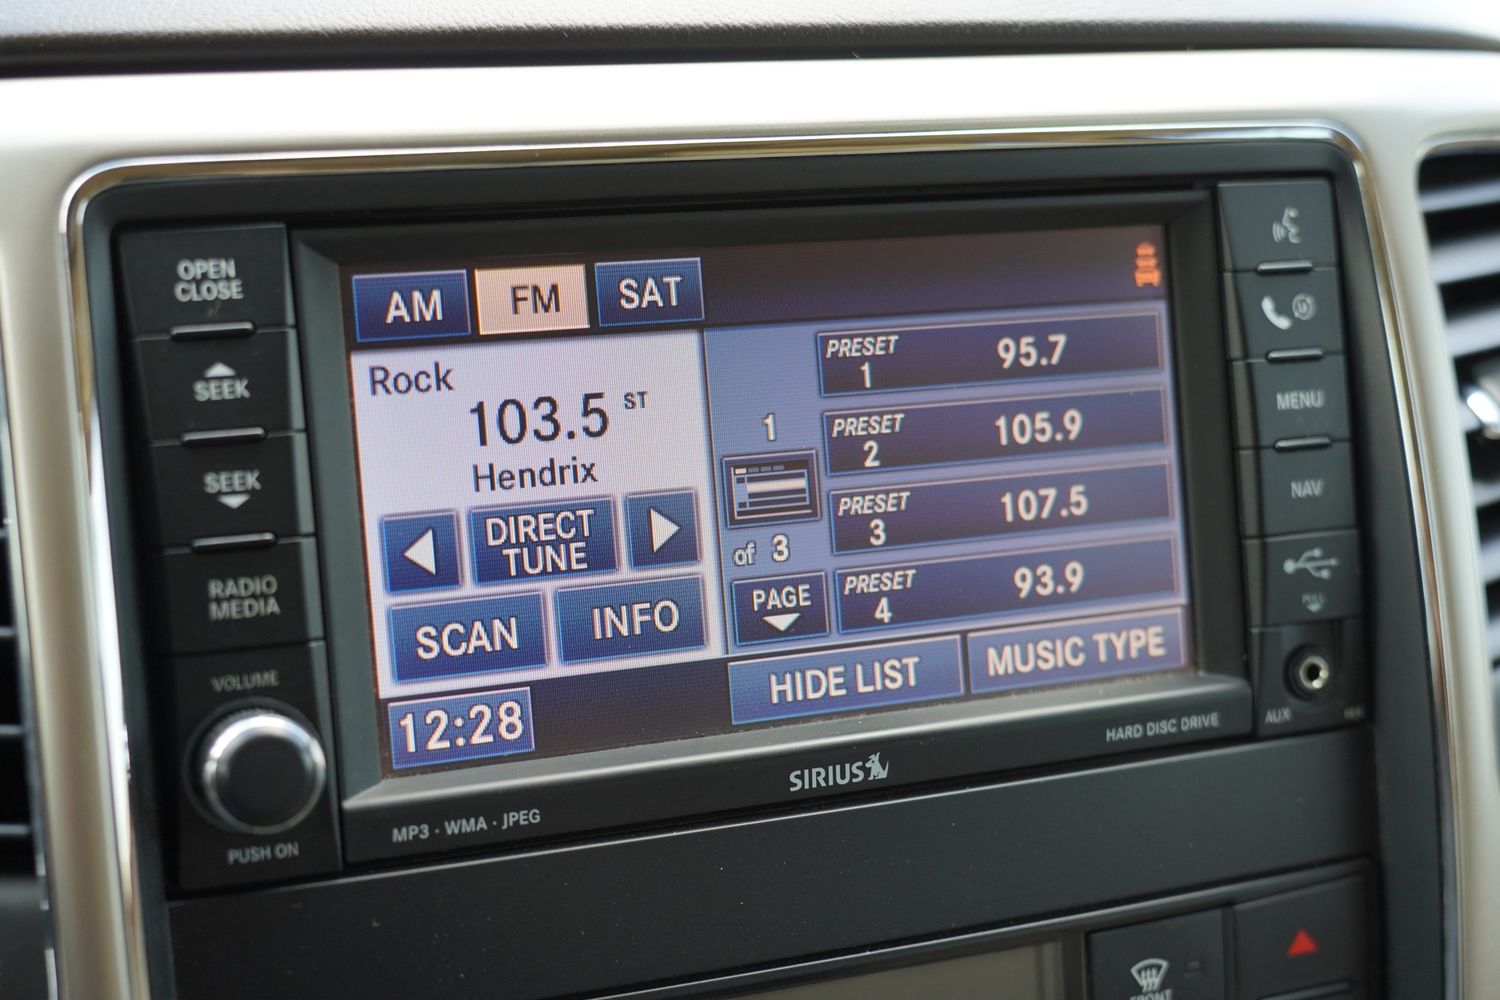 OPEN
CLOSE
SEEK
SEEK
RADIO
MEDIA
VOLUME
PUSH ON
AM
FM
SAT
Rock
103.5 ST
Hendrix
DIRECT
TUNE
SCAN
INFO
12:28
1
of 3
PAGE
PRESET
1
95.7
PRESET
2
105.9
PRESET
3
107.5
PRESET
4
93.9
HIDE LIST
MUSIC TYPE
MENU
NAV
PULL
AUX
MP3 · WMA · JPEG
SIRIUS
HARD DISC DRIVE
FRONT